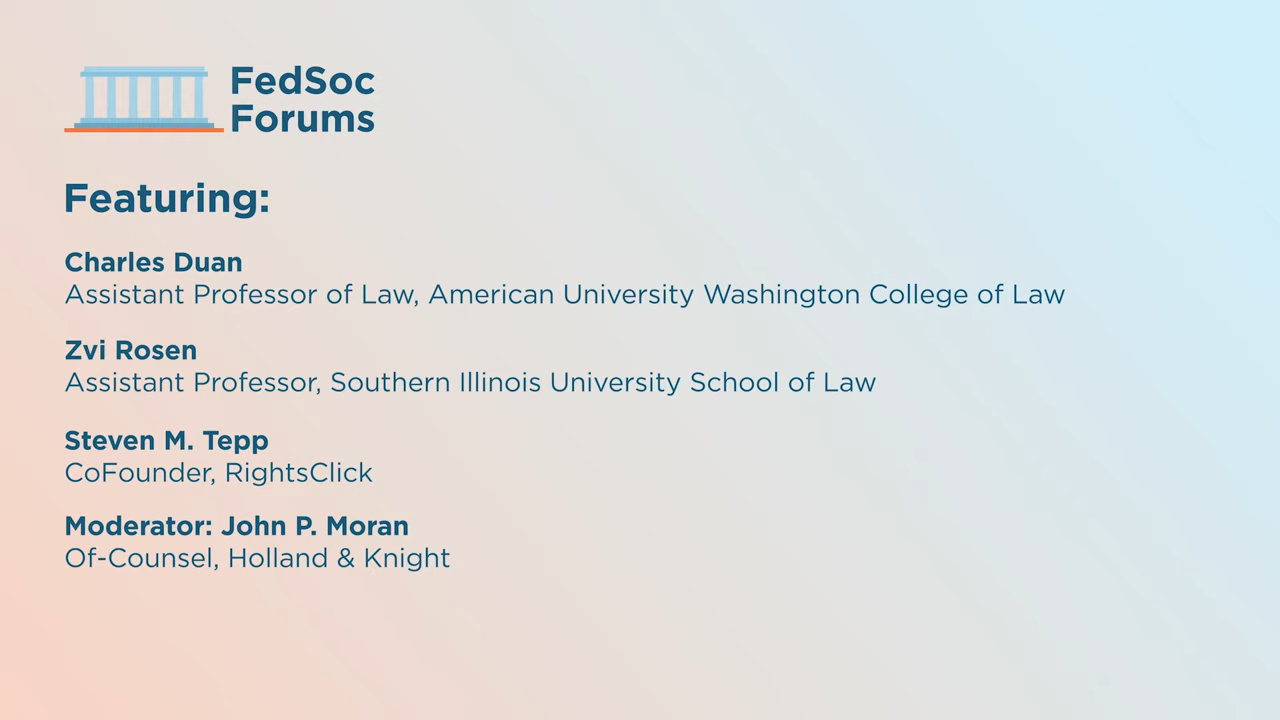 FedSoc
Forums
Featuring:
Charles Duan
Assistant Professor of Law, American University Washington College of Law
Zvi Rosen
Assistant Professor, Southern Illinois University School of Law
Steven M. Tepp
CoFounder, RightsClick
Moderator: John P. Moran
Of-Counsel, Holland & Knight